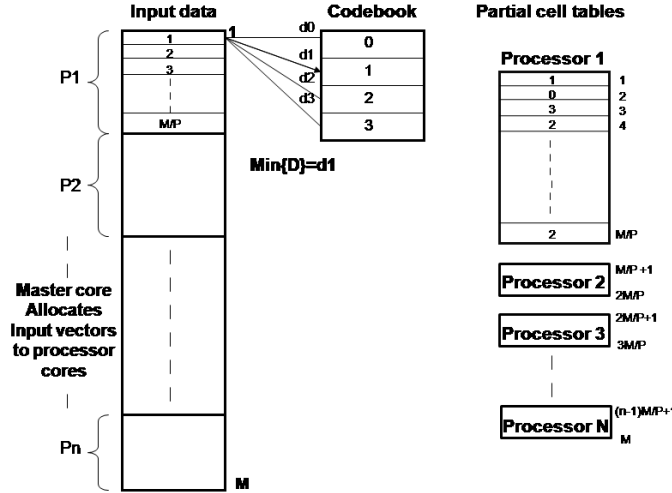 Input data
Codebook
Partial cell tables
P1
1
2
3
M/P
1
d0
d1
d2
d3
0
1
2
3
Min{D}=d1
P2
Master core
Allocates
Input vectors
to processor
cores
Pn
M
Processor 1
1 1
0 2
3 3
2 4
2 M/P
Processor 2
M/P +1
2M/P
Processor 3
2M/P+1
3M/P
Processor N
(n-1)M/P+1
M